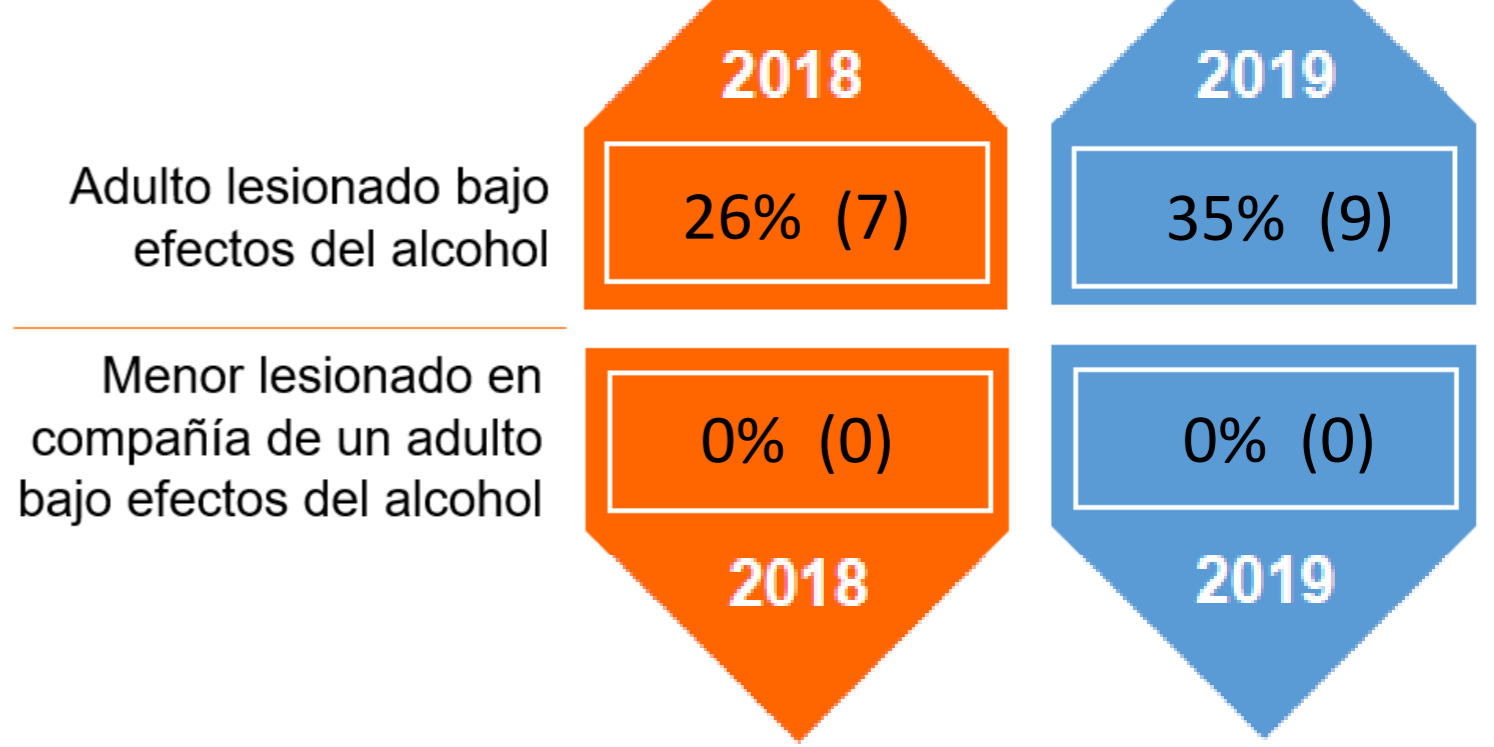 2018 2019
Adulto lesionado bajo
efectos del alcohol
26% (7) 35% (9)
Menor lesionado en
compañía de un adulto
bajo efectos del alcohol
0% (0) 0% (0)
2018 2019